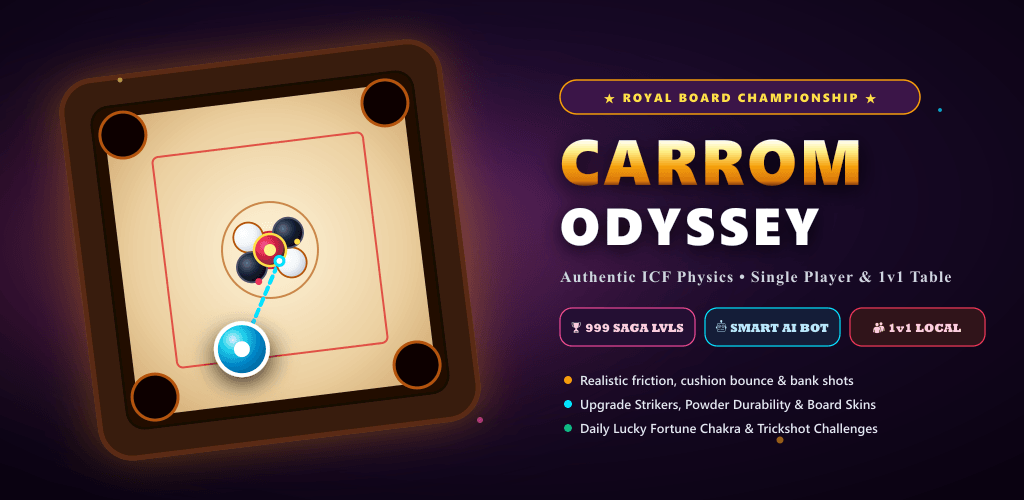 ★ ROYAL BOARD CHAMPIONSHIP ★
CARROM
ODYSSEY
Authentic ICF Physics • Single Player & 1v1 Table
🏆 999 SAGA LVLS
🤖 SMART AI BOT
👥 1v1 LOCAL
Realistic friction, cushion bounce & bank shots
Upgrade Strikers, Powder Durability & Board Skins
Daily Lucky Fortune Chakra & Trickshot Challenges